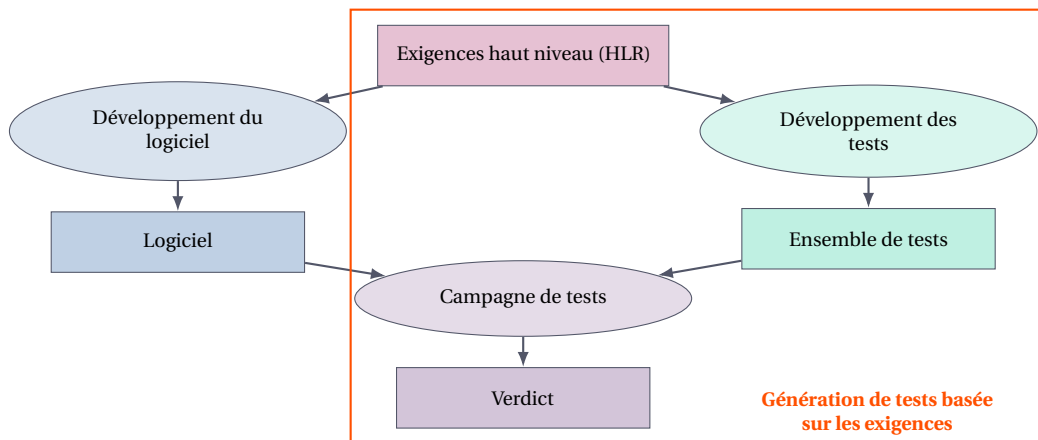 Exigences haut niveau (HLR)
Développement du
logiciel
Développement des
tests
Logiciel
Ensemble de tests
Campagne de tests
Verdict
Génération de tests basée
sur les exigences